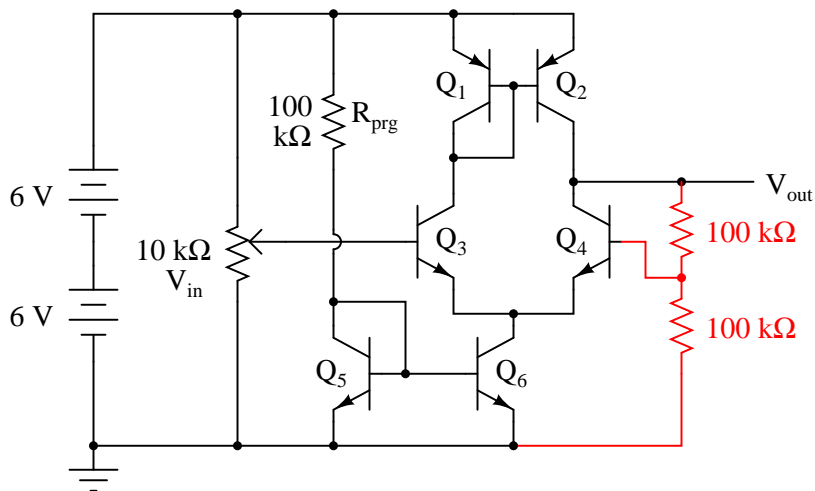 Q1
Q2
100
kΩ
Rprg
6 V
Vout
10 kΩ
Vin
Q3
Q4
100 kΩ
6 V
100 kΩ
Q5
Q6